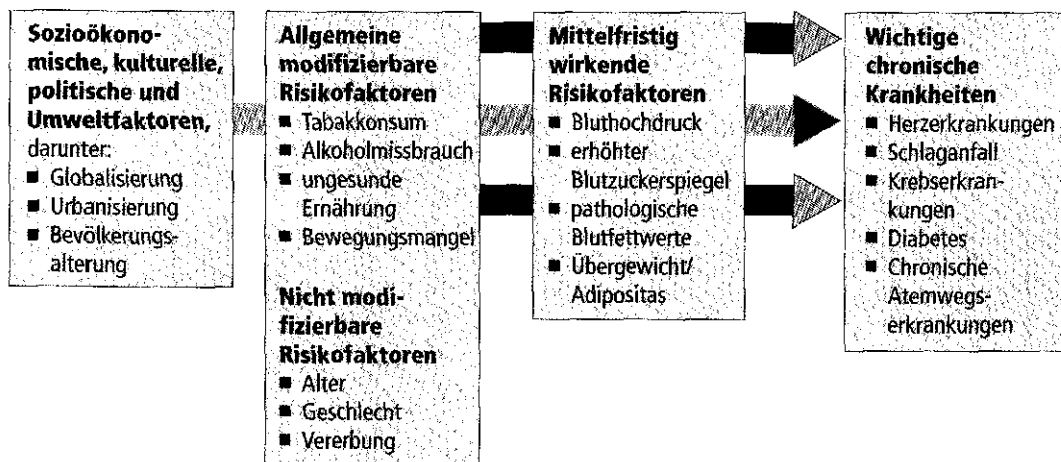 Sozioökono-
mische, kulturelle,
politische und
Umweltfaktoren,
darunter:
■ Globalisierung
■ Urbanisierung
■ Bevölkerungs-
alterung
Allgemeine
modifizierbare
Risikofaktoren
■ Tabakkonsum
■ Alkoholmissbrauch
■ ungesunde
Ernährung
■ Bewegungsmangel
Nicht modi-
fizierbare
Risikofaktoren
■ Alter
■ Geschlecht
■ Vererbung
Mittelfristig
wirkende
Risikofaktoren
■ Bluthochdruck
■ erhöhter
Blutzuckerspiegel
■ pathologische
Blutfettwerte
■ Übergewicht/
Adipositas
Wichtige
chronische
Krankheiten
■ Herzerkrankungen
■ Schlaganfall
■ Krebserkran-
kungen
■ Diabetes
■ Chronische
Atemwegs-
erkrankungen